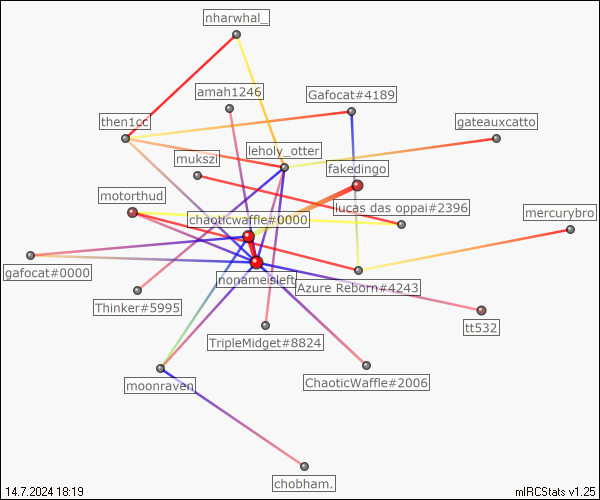 nharwhal_
amah1246
Gafocat#4189
then1cc
gateauxcatto
leholy_otter
mukszi
fakedingo
motorthud
lucas das oppai#2396
chaoticwaffle#0000
mercurybro
gafocat#0000
nonameisleft
Azure Reborn#4243
Thinker#5995
tt532
TripleMidget#8824
moonraven
ChaoticWaffle#2006
chobham.
14.7.2024 18:19
mIRCStats v1.25